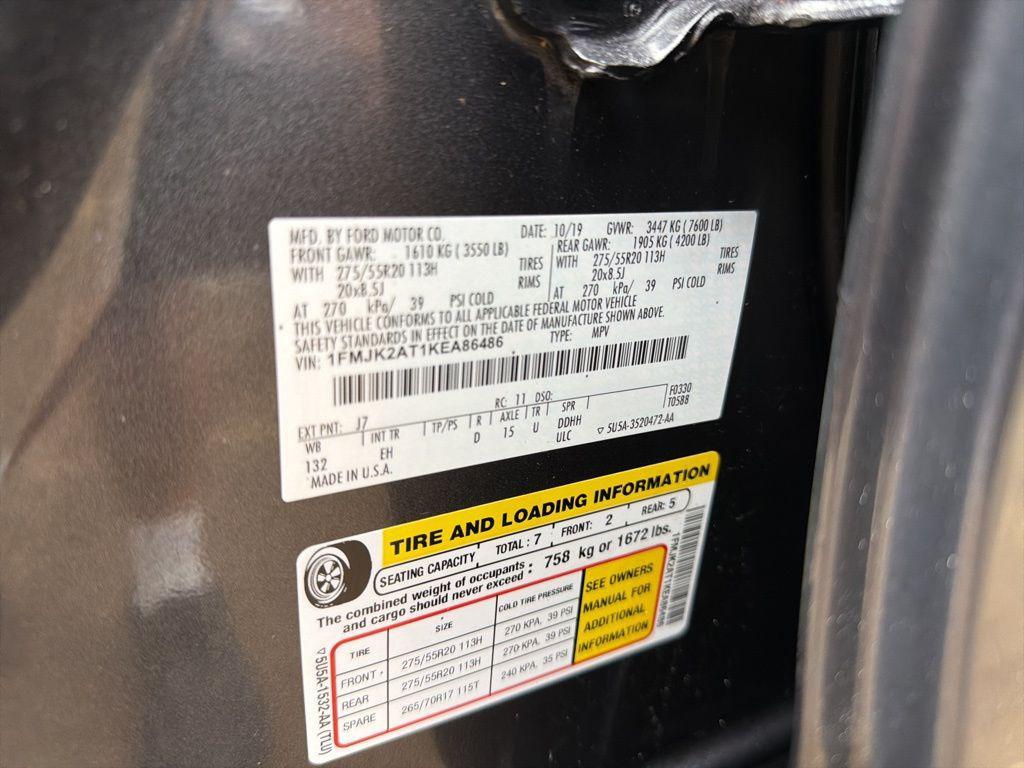 MFD. BY FORD MOTOR CO. DATE: 10/19 GVWR: 3447 KG ( 7600 LB)
FRONT GAWR: 1610 KG ( 3550 LB) REAR GAWR: 1905 KG ( 4200 LB)
WITH 275/55R20 113H TIRES WITH 275/55R20 113H TIRES
20x8.5J RIMS 20x8.5J RIMS
AT 270 kPa/ 39 PSI COLD AT 270 kPa/ 39 PSI COLD
THIS VEHICLE CONFORMS TO ALL APPLICABLE FEDERAL MOTOR VEHICLE
SAFETY STANDARDS IN EFFECT ON THE DATE OF MANUFACTURE SHOWN ABOVE.
VIN: 1FMJK2AT1KEA86486 TYPE: MPV
EXT PNT: J7 RC: 11 DSO: F0330
WB INT TR TP/PS R AXLE TR SPR T0588
132 EH D 15 U DDHH
ULC ▽ 5U5A-3520472-AA
MADE IN U.S.A.
TIRE AND LOADING INFORMATION
SEATING CAPACITY TOTAL: 7 FRONT: 2 REAR: 5
The combined weight of occupants
and cargo should never exceed : 758 kg or 1672 lbs.
TIRE SIZE COLD TIRE PRESSURE
FRONT 275/55R20 113H 270 KPA, 39 PSI
REAR 275/55R20 113H 270 KPA, 39 PSI
SPARE 265/70R17 115T 240 KPA, 35 PSI
SEE OWNERS
MANUAL FOR
ADDITIONAL
INFORMATION
▽5U5A-1532-AA (TLU)
1FMJK2AT1KEA86486